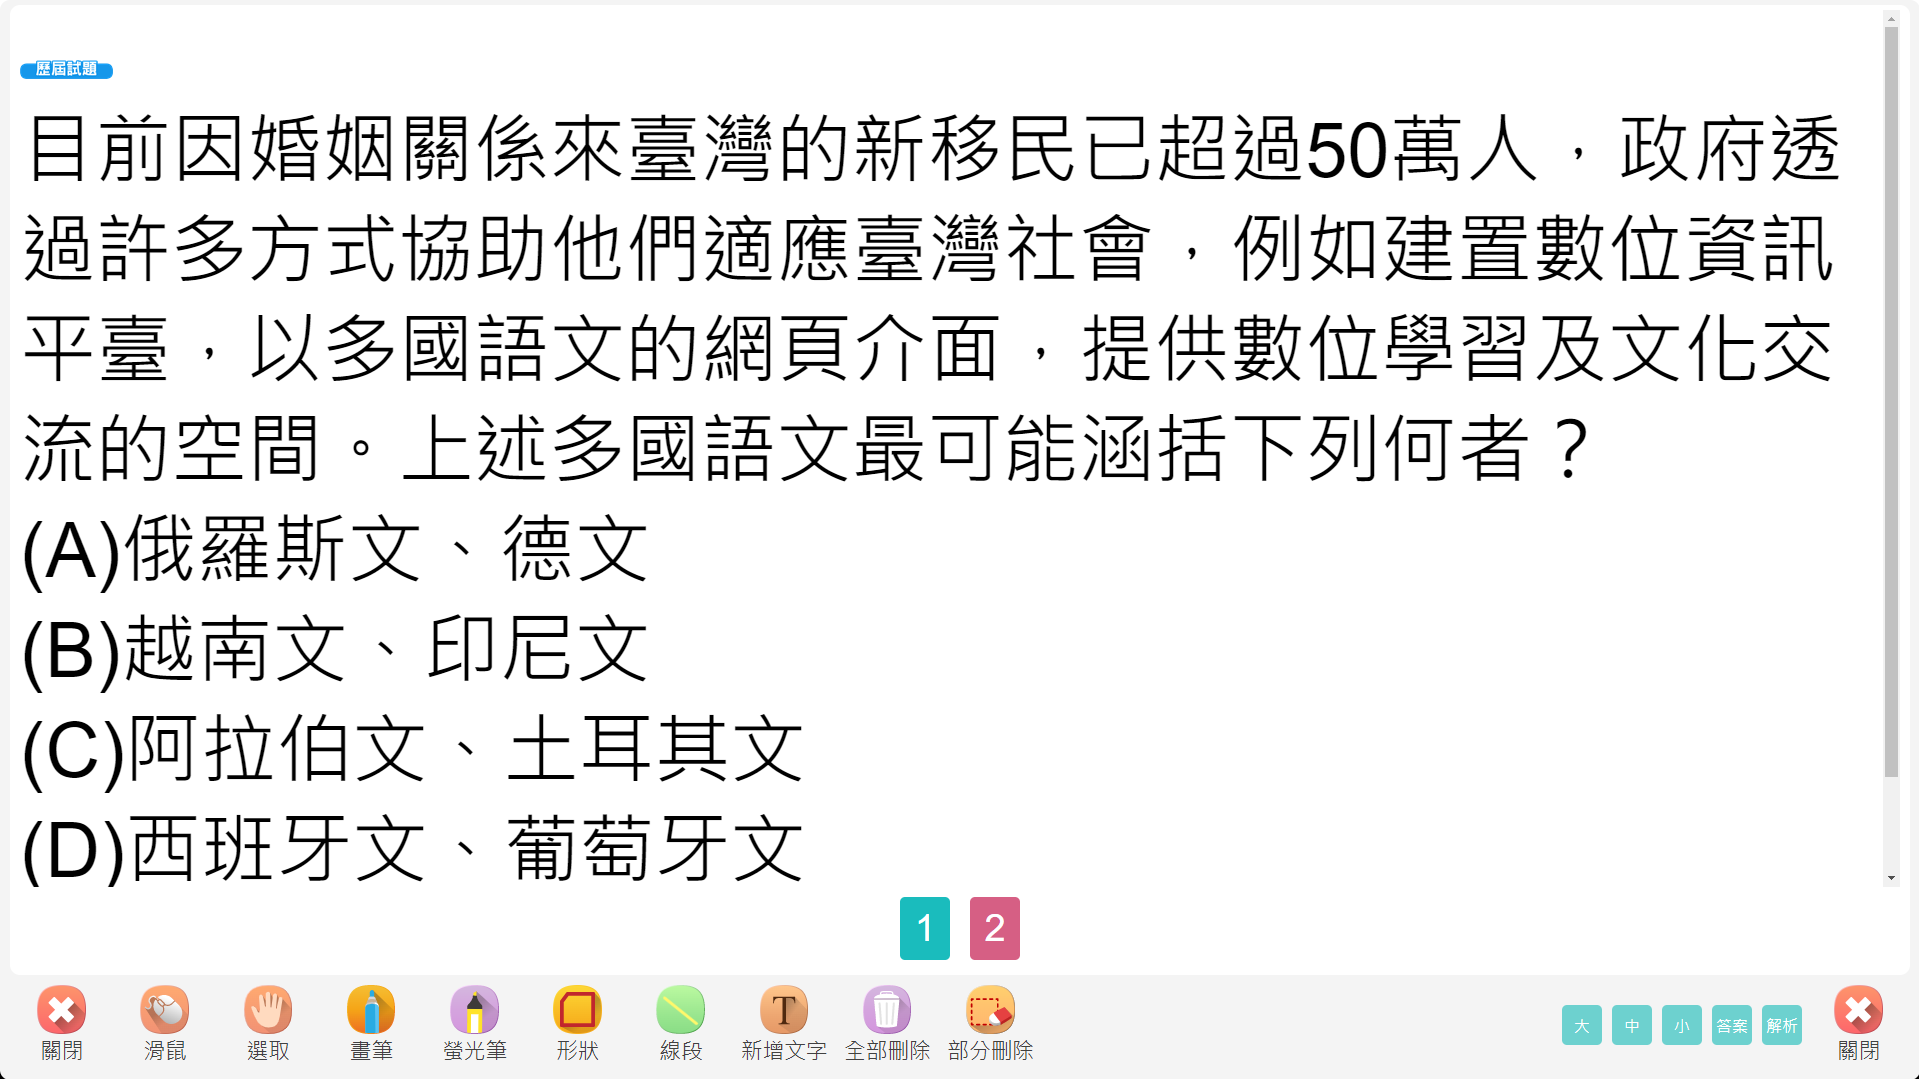 歷屆試題
目前因婚姻關係來臺灣的新移民已超過50萬人，政府透
過許多方式協助他們適應臺灣社會，例如建置數位資訊
平臺，以多國語文的網頁介面，提供數位學習及文化交
流的空間。上述多國語文最可能涵括下列何者？
(A)俄羅斯文、德文
(B)越南文、印尼文
(C)阿拉伯文、土耳其文
(D)西班牙文、葡萄牙文
1 2
關閉 滑鼠 選取 畫筆 螢光筆 形狀 線段 新增文字 全部刪除 部分刪除 大 中 小 答案 解析 關閉